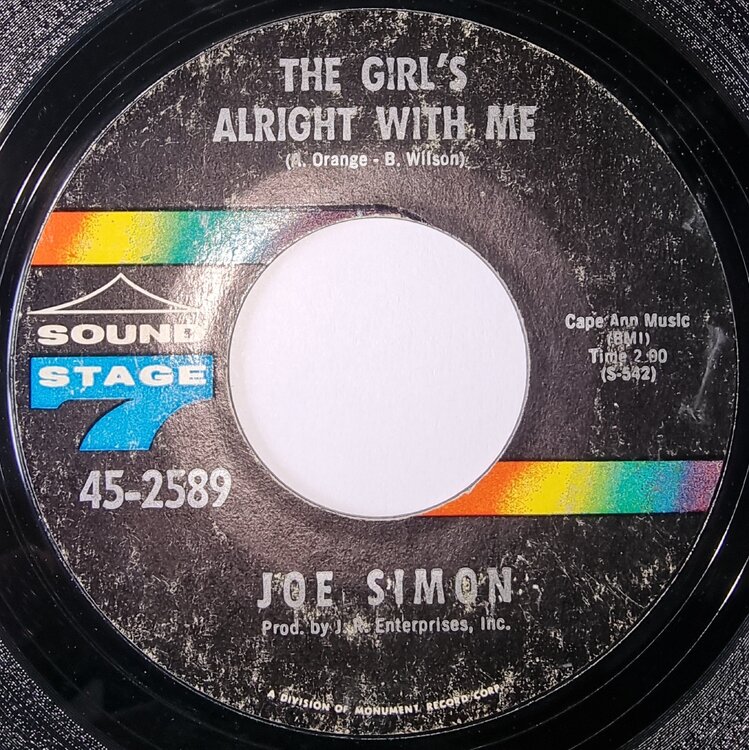 THE GIRL'S
ALRIGHT WITH ME
(A. Orange - B. Wilson)
SOUND
STAGE
7
Cape Ann Music
(BMI)
Time 2:00
(S-542)
45-2589
JOE SIMON
Prod. by J. R. Enterprises, Inc.
A DIVISION OF MONUMENT RECORD CORP.